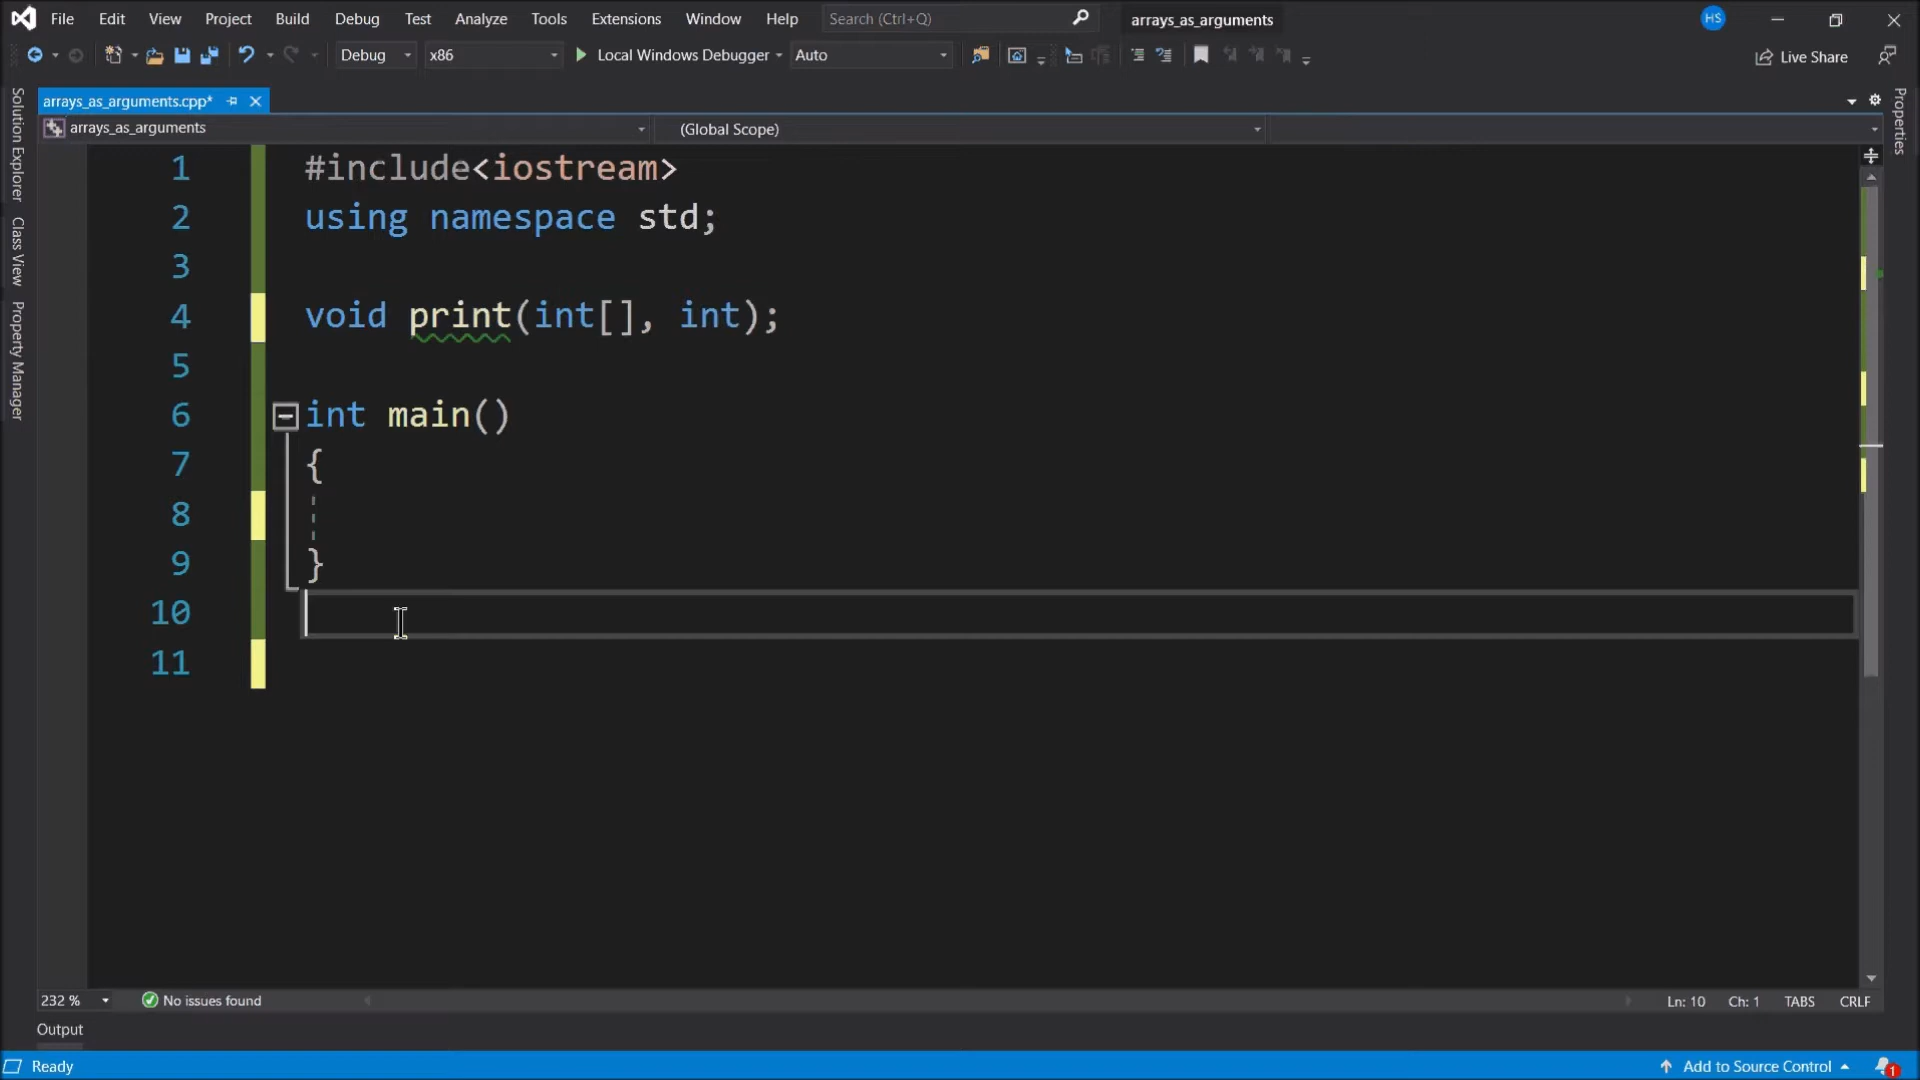 File Edit View Project Build Debug Test Analyze Tools Extensions Window Help Search (Ctrl+Q) arrays_as_arguments HS
Debug x86 Local Windows Debugger Auto Live Share
Solution Explorer
Class View
Property Manager
Properties
arrays_as_arguments.cpp*
arrays_as_arguments (Global Scope)
1 #include<iostream>
2 using namespace std;
3
4 void print(int[], int);
5
6 int main()
7 {
8
9 }
10
11
232 % No issues found Ln: 10 Ch: 1 TABS CRLF
Output
Ready Add to Source Control 1